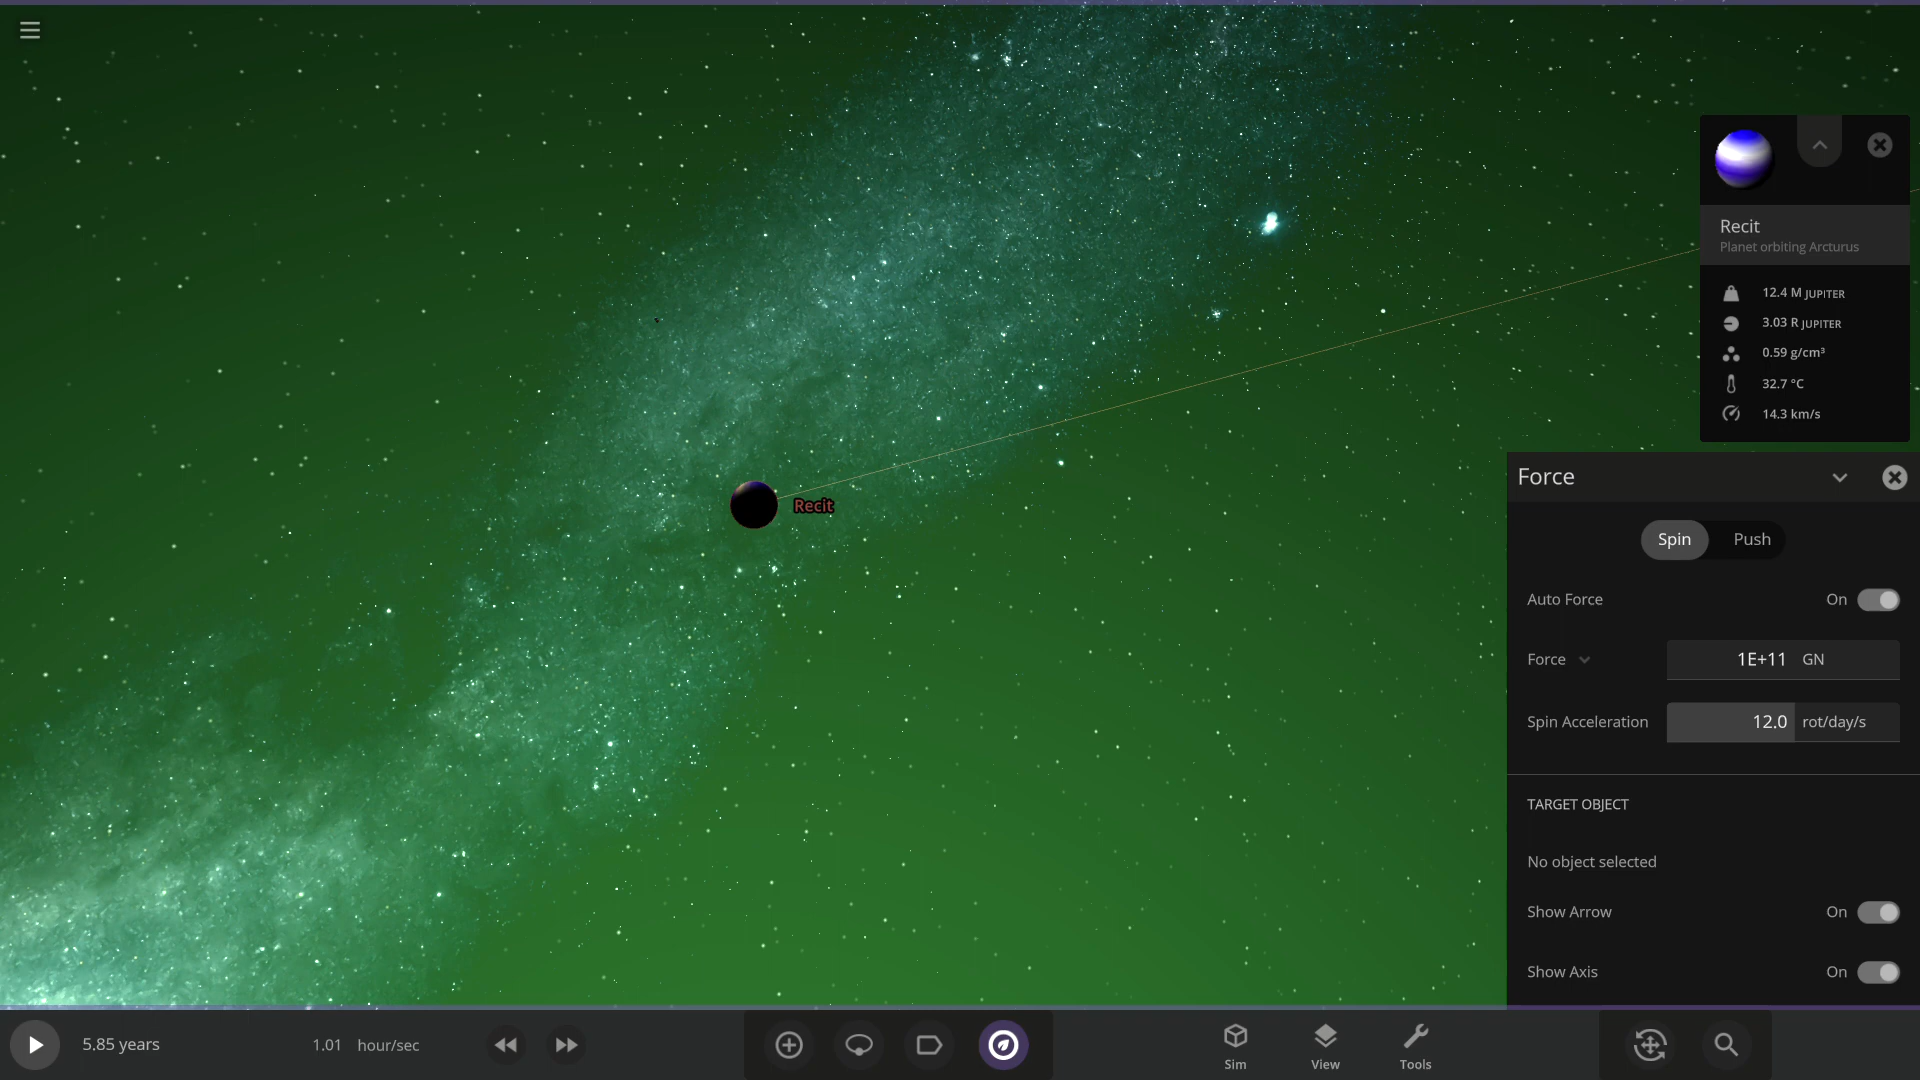 Recit
Planet orbiting Arcturus
12.4 M JUPITER
3.03 R JUPITER
0.59 g/cm³
32.7 °C
14.3 km/s
Recit
Force
Spin Push
Auto Force On
Force 1E+11 GN
Spin Acceleration 12.0 rot/day/s
TARGET OBJECT
No object selected
Show Arrow On
Show Axis On
5.85 years 1.01 hour/sec
Sim View Tools